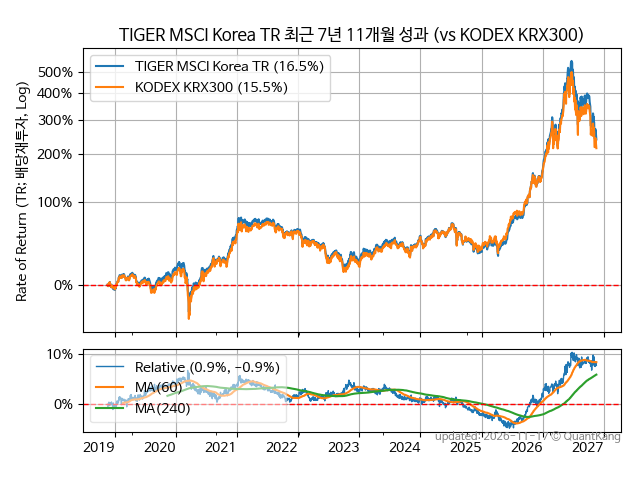 TIGER MSCI Korea TR 최근 7년 11개월 성과 (vs KODEX KRX300)
Rate of Return (TR: 배당재투자, Log)
500%
400%
300%
200%
100%
0%
TIGER MSCI Korea TR (16.5%)
KODEX KRX300 (15.5%)
10%
0%
Relative (0.9%, -0.9%)
MA(60)
MA(240)
2019 2020 2021 2022 2023 2024 2025 2026 2027
updated: 2026-11-17 © QuantKang